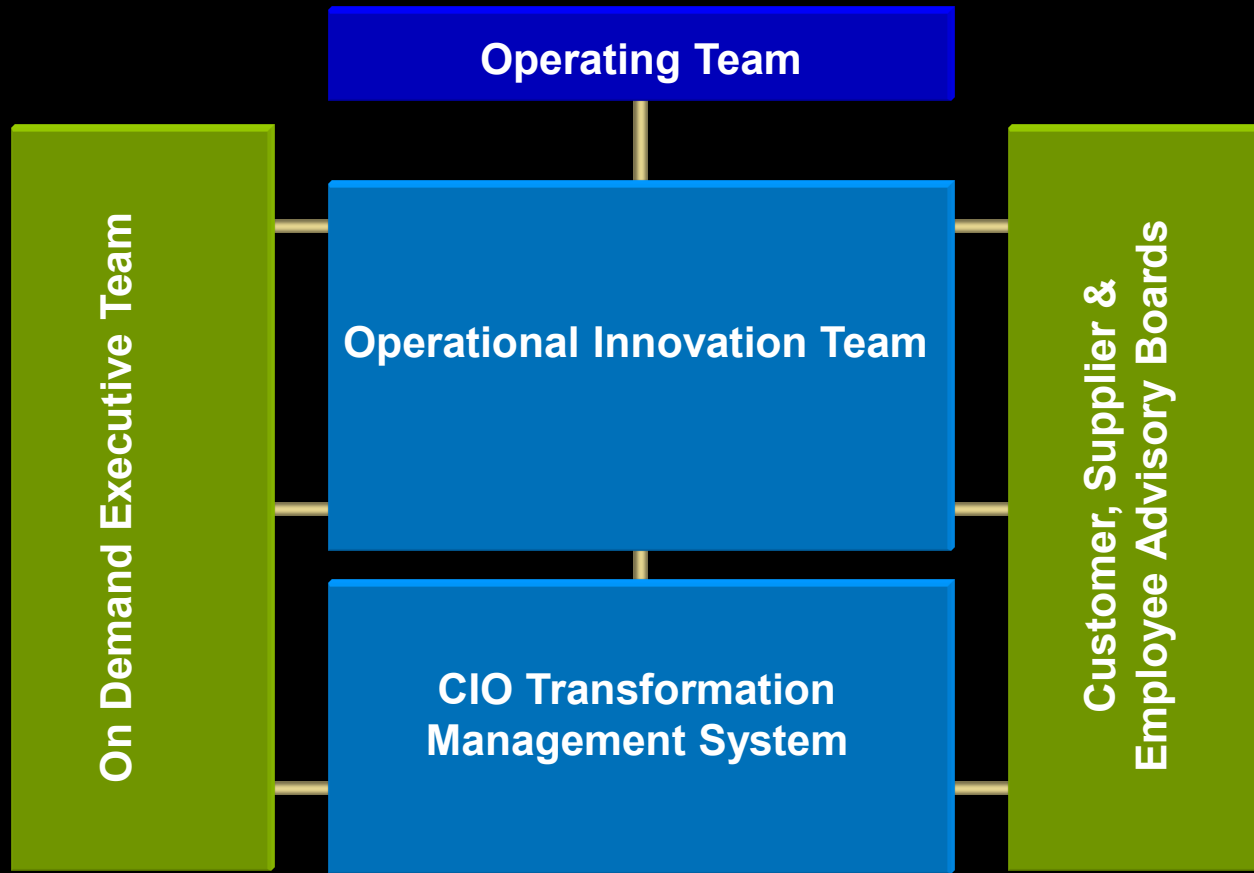 Operating Team
On Demand Executive Team
Operational Innovation Team
Customer, Supplier &
Employee Advisory Boards
CIO Transformation
Management System